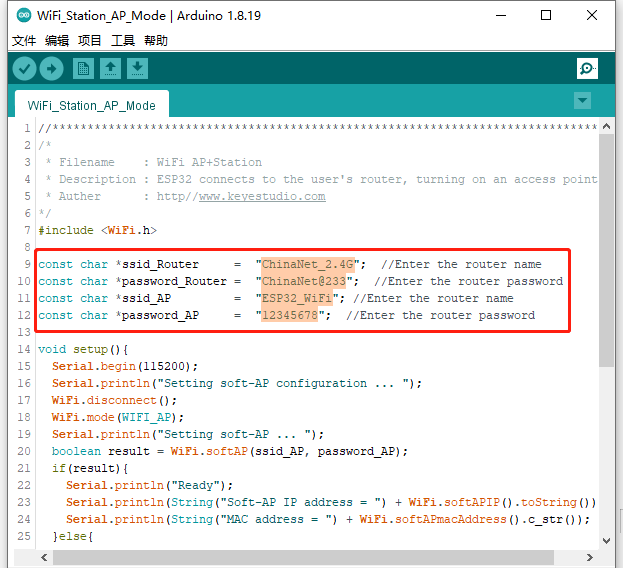 WiFi_Station_AP_Mode | Arduino 1.8.19
文件 编辑 项目 工具 帮助
WiFi_Station_AP_Mode
1 //*******************************************************************************
2 /*
3  * Filename    : WiFi AP+Station
4  * Description : ESP32 connects to the user's router, turning on an access point
5  * Auther      : http//www.keyestudio.com
6 */
7 #include <WiFi.h>
8
9 const char *ssid_Router     =  "ChinaNet_2.4G";  //Enter the router name
10 const char *password_Router =  "ChinaNet@233";  //Enter the router password
11 const char *ssid_AP         =  "ESP32_WiFi"; //Enter the router name
12 const char *password_AP     =  "12345678";  //Enter the router password
13
14 void setup(){
15   Serial.begin(115200);
16   Serial.println("Setting soft-AP configuration ... ");
17   WiFi.disconnect();
18   WiFi.mode(WIFI_AP);
19   Serial.println("Setting soft-AP ... ");
20   boolean result = WiFi.softAP(ssid_AP, password_AP);
21   if(result){
22     Serial.println("Ready");
23     Serial.println(String("Soft-AP IP address = ") + WiFi.softAPIP().toString())
24     Serial.println(String("MAC address = ") + WiFi.softAPmacAddress().c_str());
25   }else{